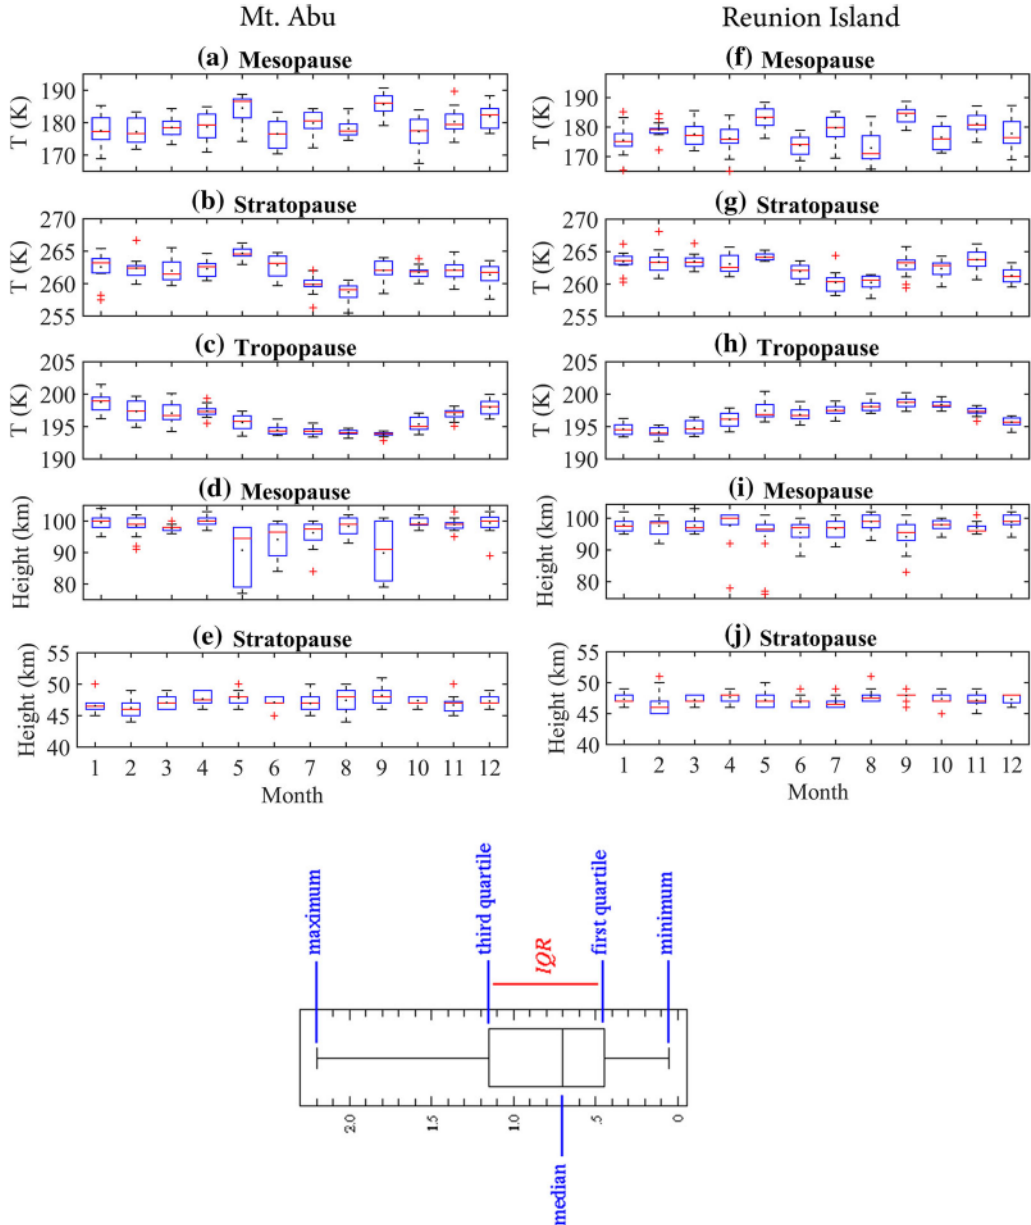 Mt. Abu
Reunion Island
(a) Mesopause
T (K)
190
180
170
(f) Mesopause
T (K)
190
180
170
(b) Stratopause
T (K)
270
265
260
255
(g) Stratopause
T (K)
270
265
260
255
(c) Tropopause
T (K)
205
200
195
190
(h) Tropopause
T (K)
205
200
195
190
(d) Mesopause
Height (km)
100
90
80
(i) Mesopause
Height (km)
100
90
80
(e) Stratopause
Height (km)
55
50
45
40
1 2 3 4 5 6 7 8 9 10 11 12
Month
(j) Stratopause
Height (km)
55
50
45
40
1 2 3 4 5 6 7 8 9 10 11 12
Month
maximum
third quartile
IQR
first quartile
minimum
2.0 1.5 1.0 .5 0
median